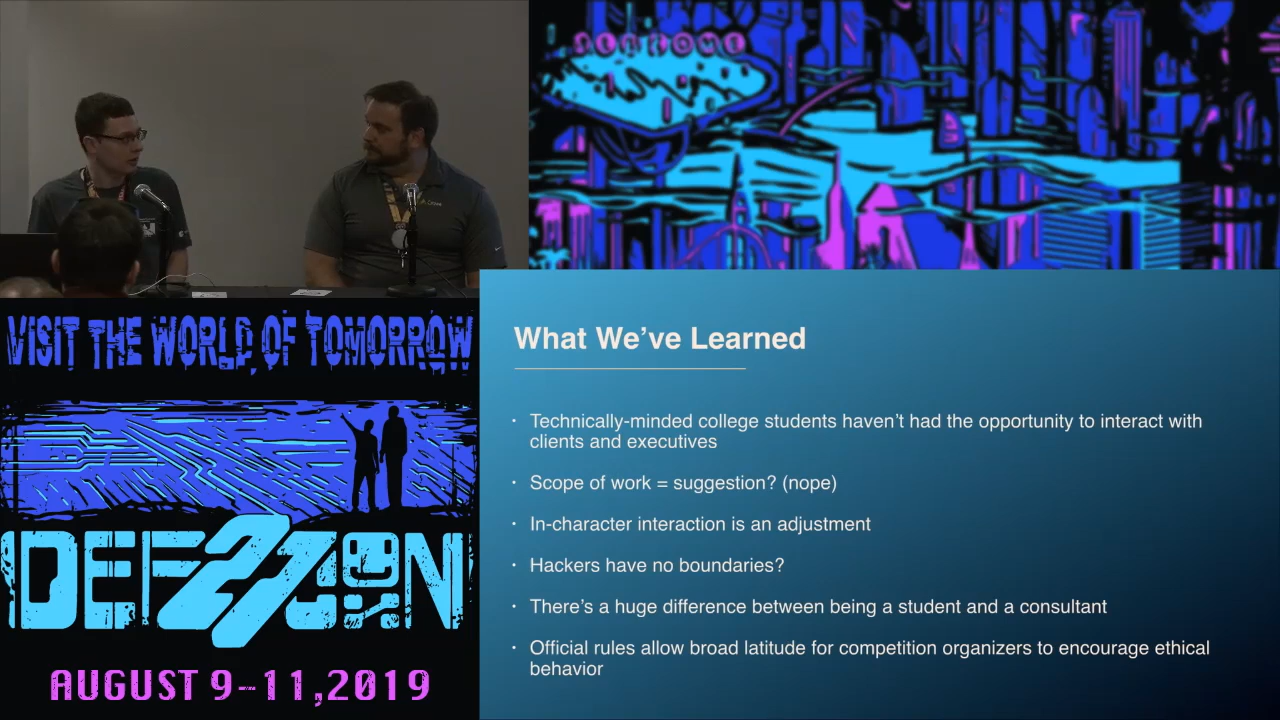 WELCOME
VISIT THE WORLD OF TOMORROW
DEF CON
27
AUGUST 9-11,2019
What We’ve Learned
· Technically-minded college students haven’t had the opportunity to interact with
clients and executives
· Scope of work = suggestion? (nope)
· In-character interaction is an adjustment
· Hackers have no boundaries?
· There’s a huge difference between being a student and a consultant
· Official rules allow broad latitude for competition organizers to encourage ethical
behavior